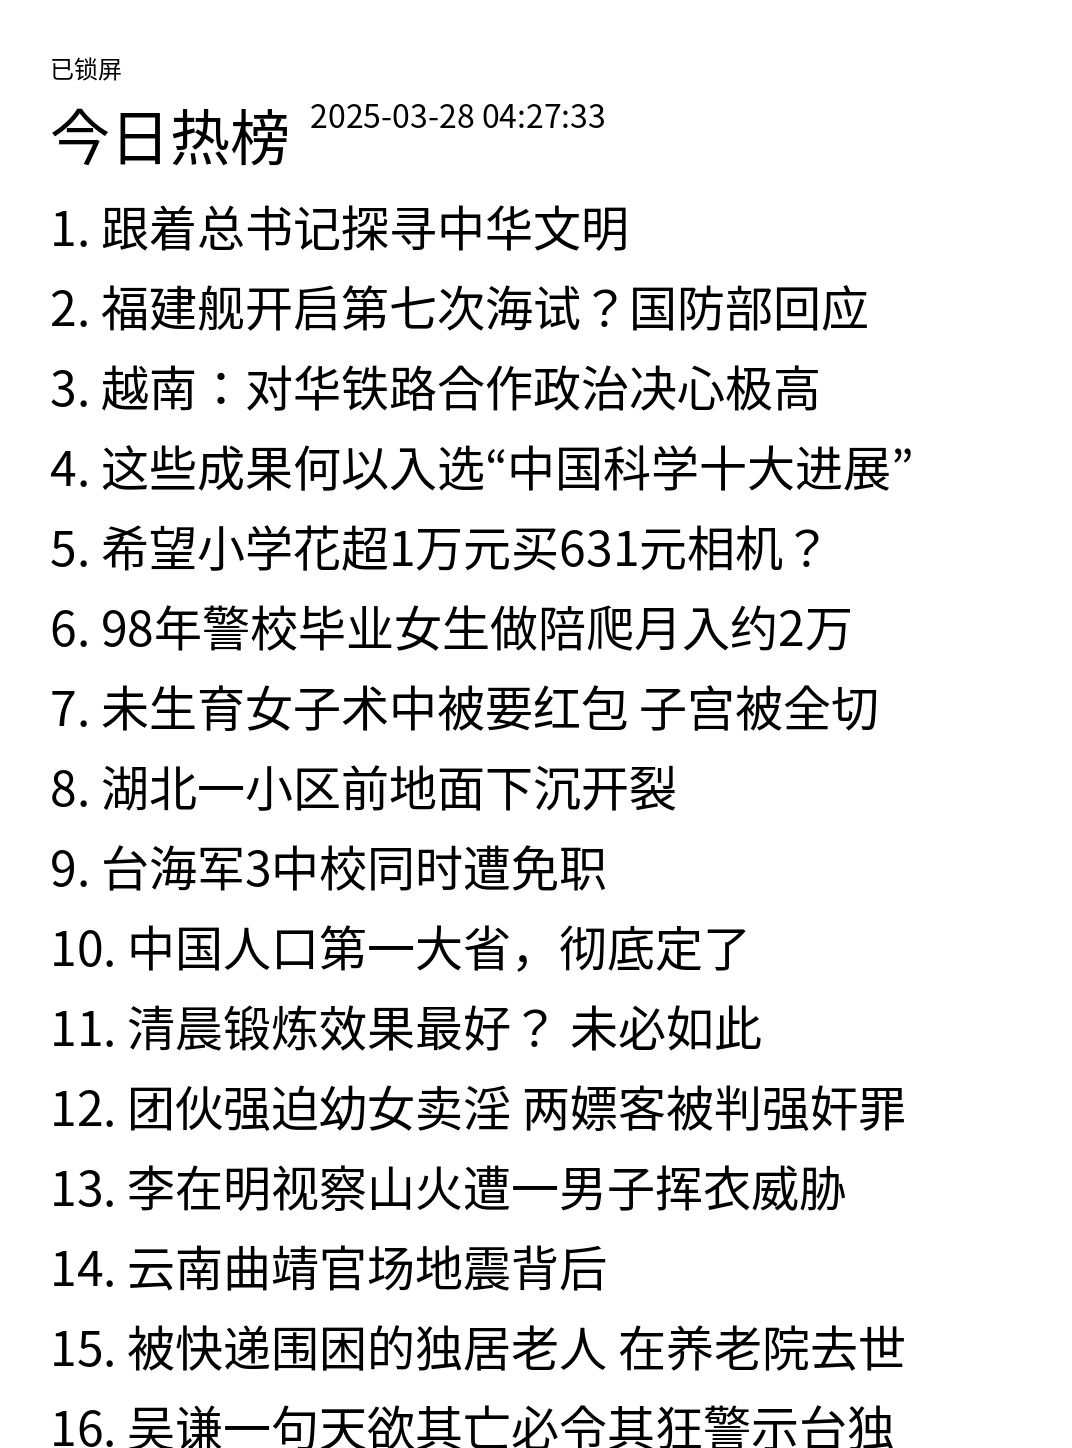 已锁屏
今日热榜 2025-03-28 04:27:33
1. 跟着总书记探寻中华文明
2. 福建舰开启第七次海试？国防部回应
3. 越南：对华铁路合作政治决心极高
4. 这些成果何以入选“中国科学十大进展”
5. 希望小学花超1万元买631元相机？
6. 98年警校毕业女生做陪爬月入约2万
7. 未生育女子术中被要红包 子宫被全切
8. 湖北一小区前地面下沉开裂
9. 台海军3中校同时遭免职
10. 中国人口第一大省，彻底定了
11. 清晨锻炼效果最好？ 未必如此
12. 团伙强迫幼女卖淫 两嫖客被判强奸罪
13. 李在明视察山火遭一男子挥衣威胁
14. 云南曲靖官场地震背后
15. 被快递围困的独居老人 在养老院去世
16. 吴谦一句天欲其亡必令其狂警示台独